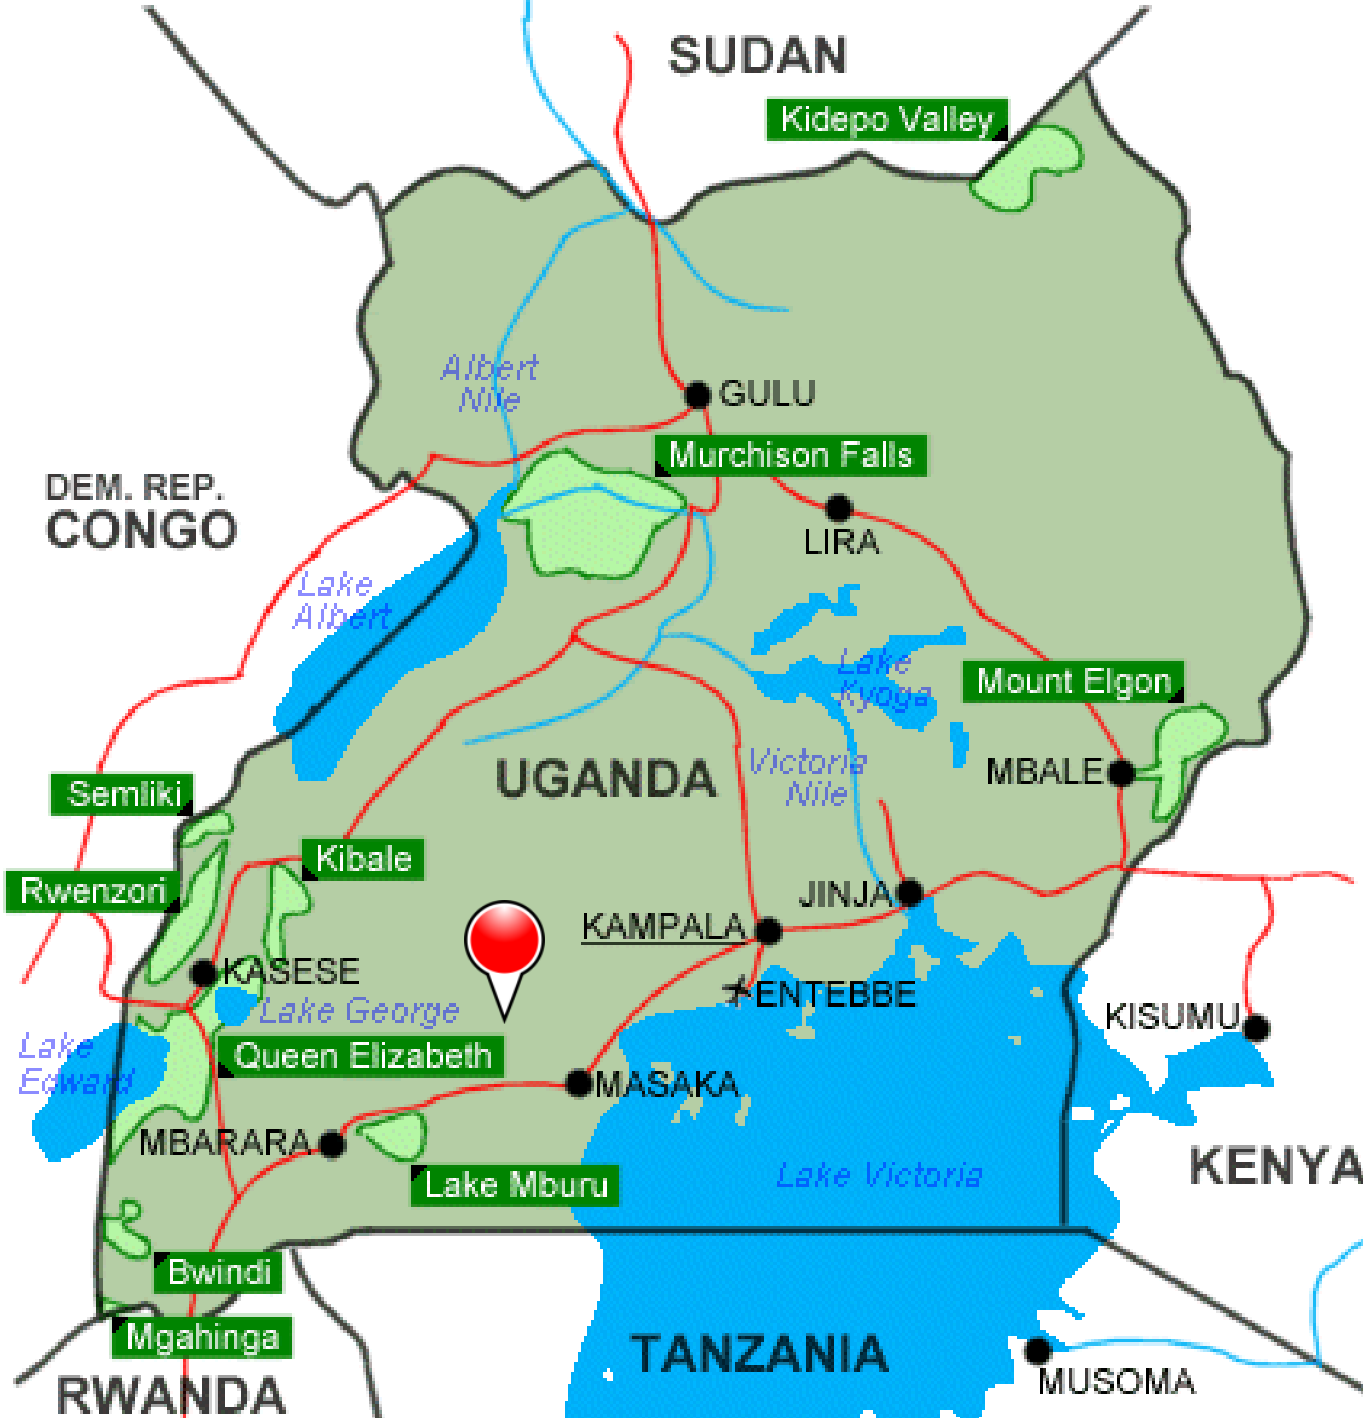 SUDAN
Kidepo Valley
Albert
Nile
GULU
Murchison Falls
DEM. REP.
CONGO
LIRA
Lake
Albert
Lake
Kyoga
Mount Elgon
UGANDA
Victoria
Nile
MBALE
Semliki
Kibale
Rwenzori
JINJA
KAMPALA
KASESE
ENTEBBE
Lake George
KISUMU
Lake
Edward
Queen Elizabeth
MASAKA
MBARARA
KENYA
Lake Victoria
Lake Mburu
Bwindi
Mgahinga
TANZANIA
MUSOMA
RWANDA